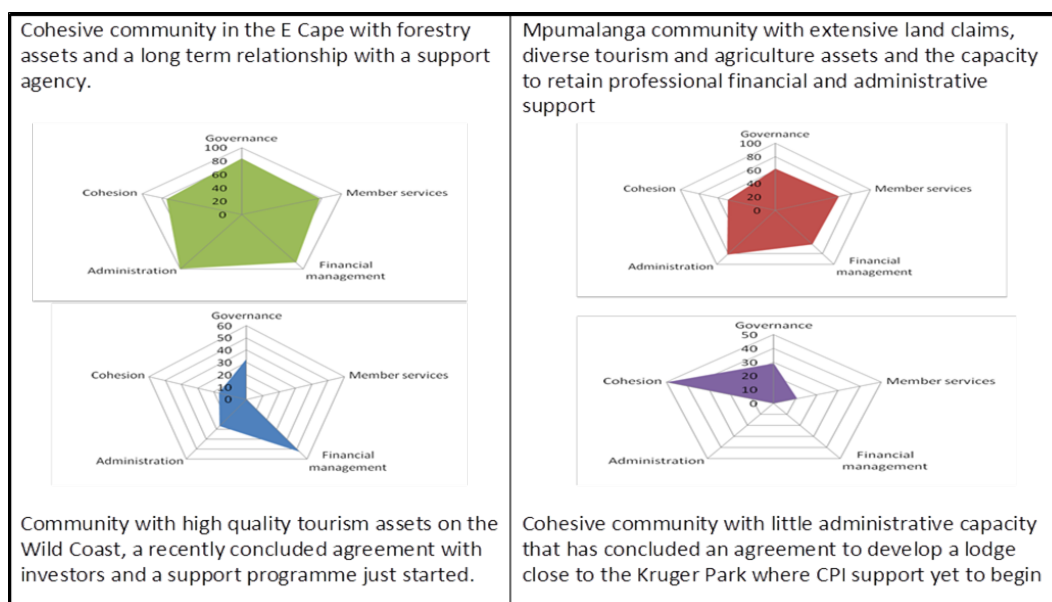 Cohesive community in the E Cape with forestry
assets and a long term relationship with a support
agency.
Governance
100
80
60
40
20
0
Cohesion
Member services
Administration
Financial
management
Governance
60
50
40
30
20
10
0
Cohesion
Member services
Administration
Financial
management
Community with high quality tourism assets on the
Wild Coast, a recently concluded agreement with
investors and a support programme just started.
Mpumalanga community with extensive land claims,
diverse tourism and agriculture assets and the capacity
to retain professional financial and administrative
support
Governance
100
80
60
40
20
0
Cohesion
Member services
Administration
Financial
management
Governance
50
40
30
20
10
0
Cohesion
Member services
Administration
Financial
management
Cohesive community with little administrative capacity
that has concluded an agreement to develop a lodge
close to the Kruger Park where CPI support yet to begin